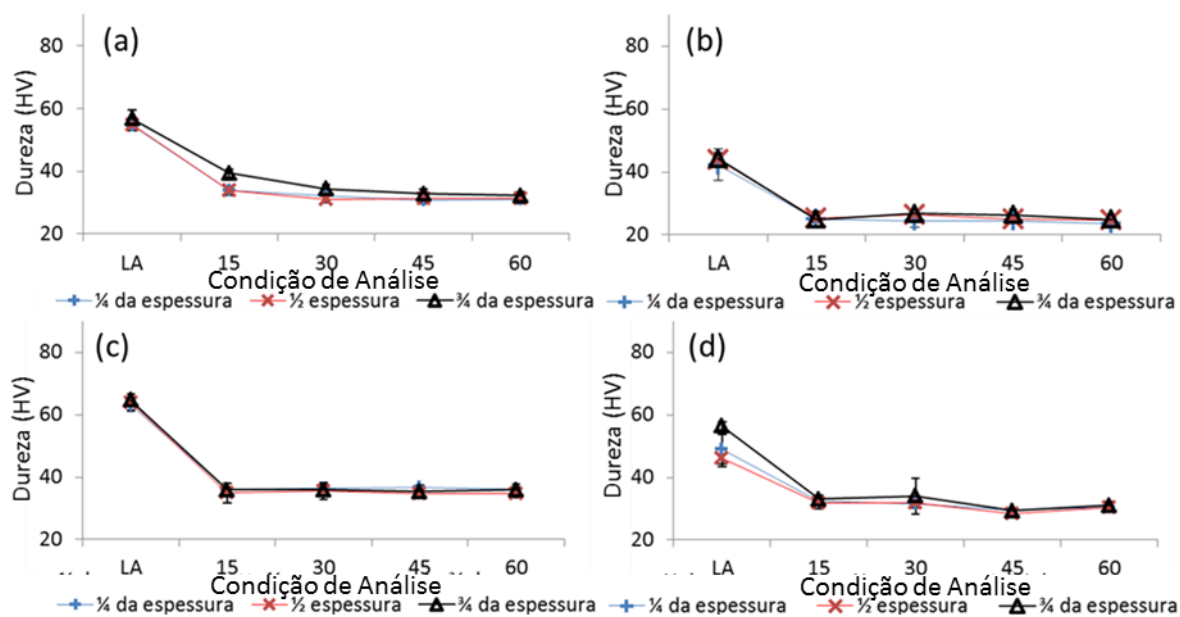 (a)
Dureza (HV)
80
60
40
20
LA 15 30 45 60
Condição de Análise
¼ da espessura ½ espessura ¾ da espessura
(b)
Dureza (HV)
80
60
40
20
LA 15 30 45 60
Condição de Análise
¼ da espessura ½ espessura ¾ da espessura
(c)
Dureza (HV)
80
60
40
20
LA 15 30 45 60
Condição de Análise
¼ da espessura ½ espessura ¾ da espessura
(d)
Dureza (HV)
80
60
40
20
LA 15 30 45 60
Condição de Análise
¼ da espessura ½ espessura ¾ da espessura